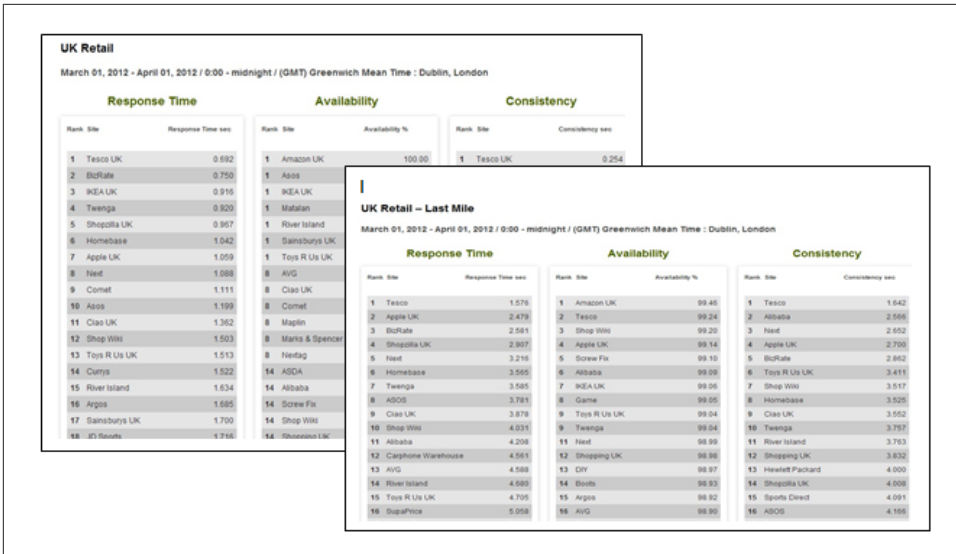 UK Retail
March 01, 2012 - April 01, 2012 / 0:00 - midnight / (GMT) Greenwich Mean Time : Dublin, London
Response Time Availability Consistency
Rank Site Response Time sec Rank Site Availability % Rank Site Consistency sec
1 Tesco UK 0.692 1 Amazon UK 100.00 1 Tesco UK 0.254
2 BizRate 0.750 1 Asos
3 IKEA UK 0.916 1 IKEA UK
4 Twenga 0.920 1 Matalan
5 Shopzilla UK 0.967 1 River Island
6 Homebase 1.042 1 Sainsburys UK
7 Apple UK 1.059 1 Toys R Us UK
8 Next 1.088 8 AVG
9 Comet 1.111 8 Ciao UK
10 Asos 1.199 8 Comet
11 Ciao UK 1.362 8 Maplin
12 Shop Wiki 1.503 8 Marks & Spencer
13 Toys R Us UK 1.513 8 Nextag
14 Currys 1.522 14 ASDA
15 River Island 1.634 14 Alibaba
16 Argos 1.685 14 Screw Fix
17 Sainsburys UK 1.700 14 Shop Wiki
18 JD Sports 1.716 14 Shopping UK
UK Retail – Last Mile
March 01, 2012 - April 01, 2012 / 0:00 - midnight / (GMT) Greenwich Mean Time : Dublin, London
Response Time Availability Consistency
Rank Site Response Time sec Rank Site Availability % Rank Site Consistency sec
1 Tesco 1.576 1 Amazon UK 99.46 1 Tesco 1.642
2 Apple UK 2.479 2 Tesco 99.24 2 Alibaba 2.566
3 BizRate 2.581 3 Shop Wiki 99.20 3 Next 2.652
4 Shopzilla UK 2.907 4 Apple UK 99.14 4 Apple UK 2.700
5 Next 3.216 5 Screw Fix 99.10 5 BizRate 2.862
6 Homebase 3.565 6 Alibaba 99.09 6 Toys R Us UK 3.411
7 Twenga 3.585 7 IKEA UK 99.06 7 Shop Wiki 3.517
8 ASOS 3.781 8 Game 99.05 8 Homebase 3.525
9 Ciao UK 3.878 9 Toys R Us UK 99.04 9 Ciao UK 3.552
10 Shop Wiki 4.031 9 Twenga 99.04 10 Twenga 3.757
11 Alibaba 4.208 11 Next 98.99 11 River Island 3.763
12 Carphone Warehouse 4.561 12 Shopping UK 98.98 12 Shopping UK 3.832
13 AVG 4.588 13 DIY 98.97 13 Hewlett Packard 4.000
14 River Island 4.680 14 Boots 98.93 14 Shopzilla UK 4.008
15 Toys R Us UK 4.705 15 Argos 98.92 15 Sports Direct 4.091
16 SupaPrice 5.058 16 AVG 98.90 16 ASOS 4.166